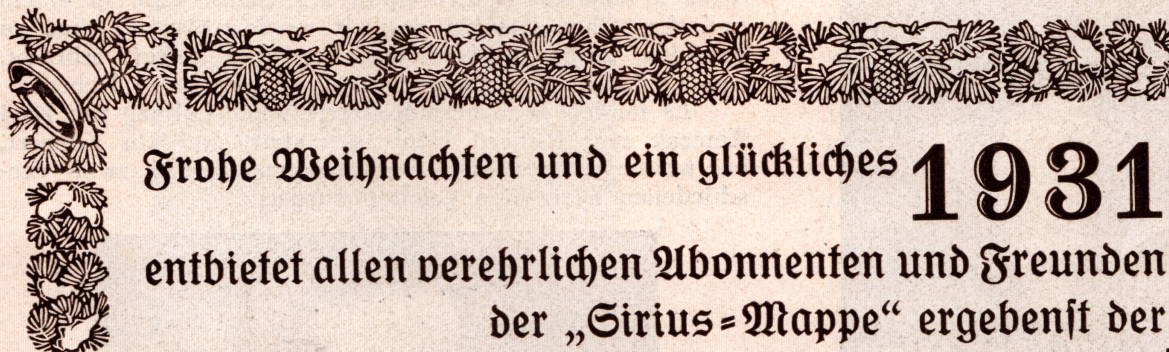 Frohe Weihnachten und ein glückliches 1931
entbietet allen verehrlichen Abonnenten und Freunden
der „Sirius-Mappe“ ergebenst der